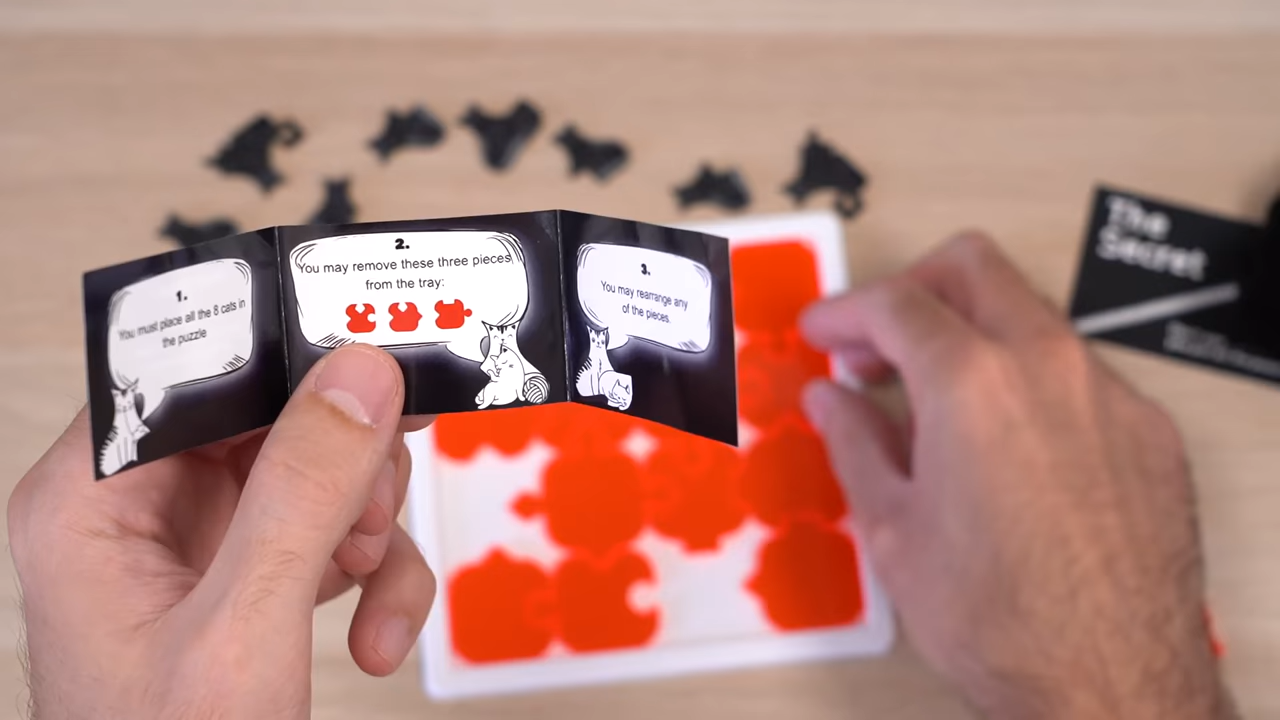 1.
You must place all the 8 cats in
the puzzle
2.
You may remove these three pieces
from the tray:
3.
You may rearrange any
of the pieces.
The
Secret